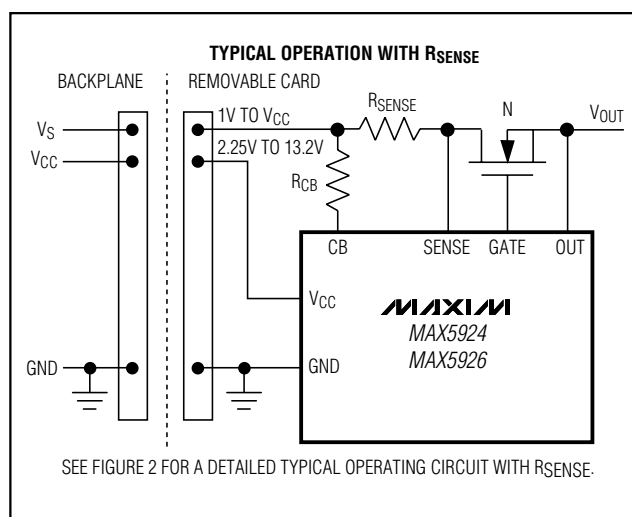 TYPICAL OPERATION WITH RSENSE
BACKPLANE
REMOVABLE CARD
1V TO VCC
RSENSE
N
VOUT
VS
2.25V TO 13.2V
VCC
RCB
CB
SENSE
GATE
OUT
VCC
MAXIM
MAX5924
MAX5926
GND
GND
SEE FIGURE 2 FOR A DETAILED TYPICAL OPERATING CIRCUIT WITH RSENSE.